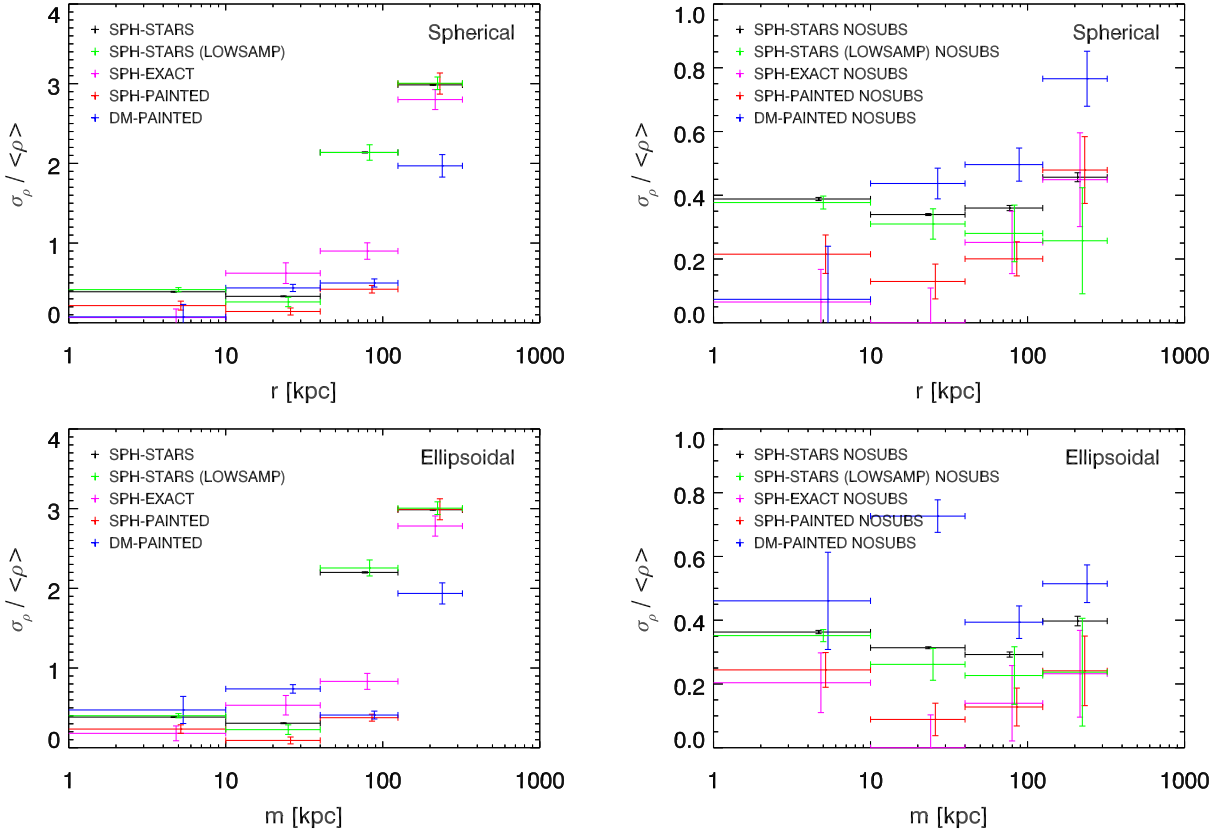 4
3
2
1
0
σρ / <ρ>
SPH-STARS
SPH-STARS (LOWSAMP)
SPH-EXACT
SPH-PAINTED
DM-PAINTED
Spherical
1 10 100 1000
r [kpc]
1.0
0.8
0.6
0.4
0.2
0.0
σρ / <ρ>
SPH-STARS NOSUBS
SPH-STARS (LOWSAMP) NOSUBS
SPH-EXACT NOSUBS
SPH-PAINTED NOSUBS
DM-PAINTED NOSUBS
Spherical
1 10 100 1000
r [kpc]
4
3
2
1
0
σρ / <ρ>
SPH-STARS
SPH-STARS (LOWSAMP)
SPH-EXACT
SPH-PAINTED
DM-PAINTED
Ellipsoidal
1 10 100 1000
m [kpc]
1.0
0.8
0.6
0.4
0.2
0.0
σρ / <ρ>
SPH-STARS NOSUBS
SPH-STARS (LOWSAMP) NOSUBS
SPH-EXACT NOSUBS
SPH-PAINTED NOSUBS
DM-PAINTED NOSUBS
Ellipsoidal
1 10 100 1000
m [kpc]